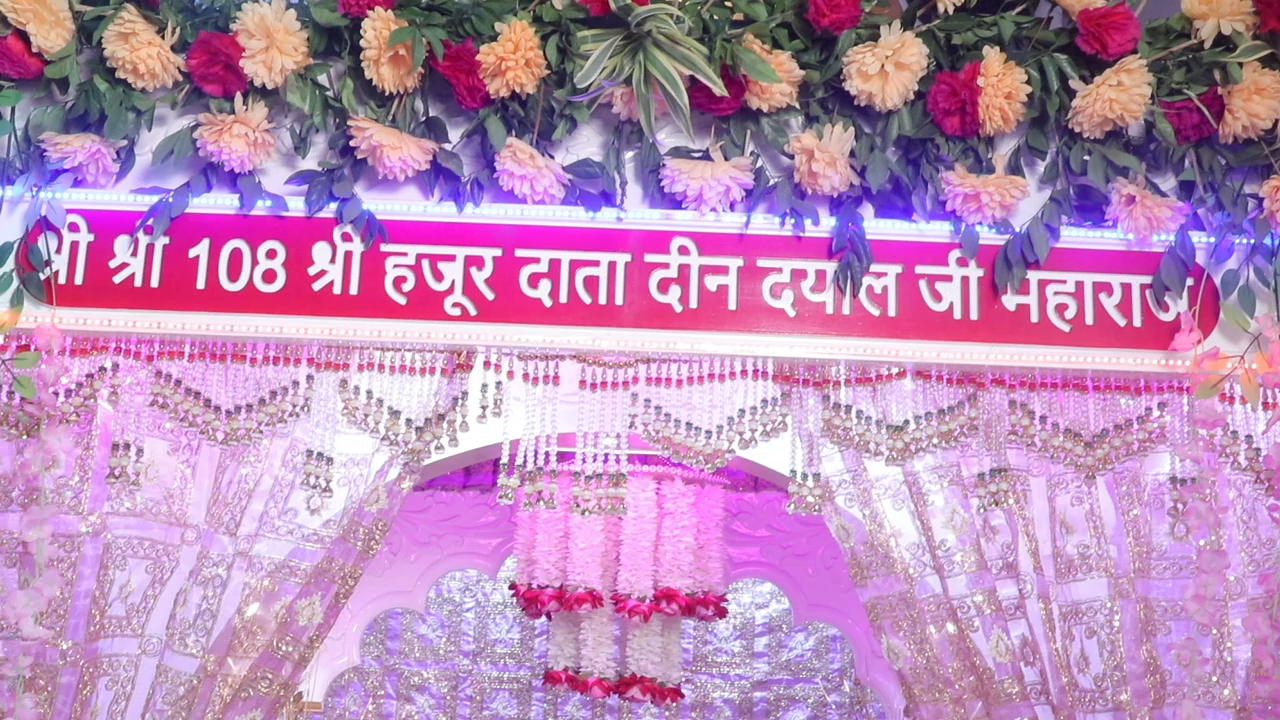 श्री श्री 108 श्री हजूर दाता दीन दयाल जी महाराज